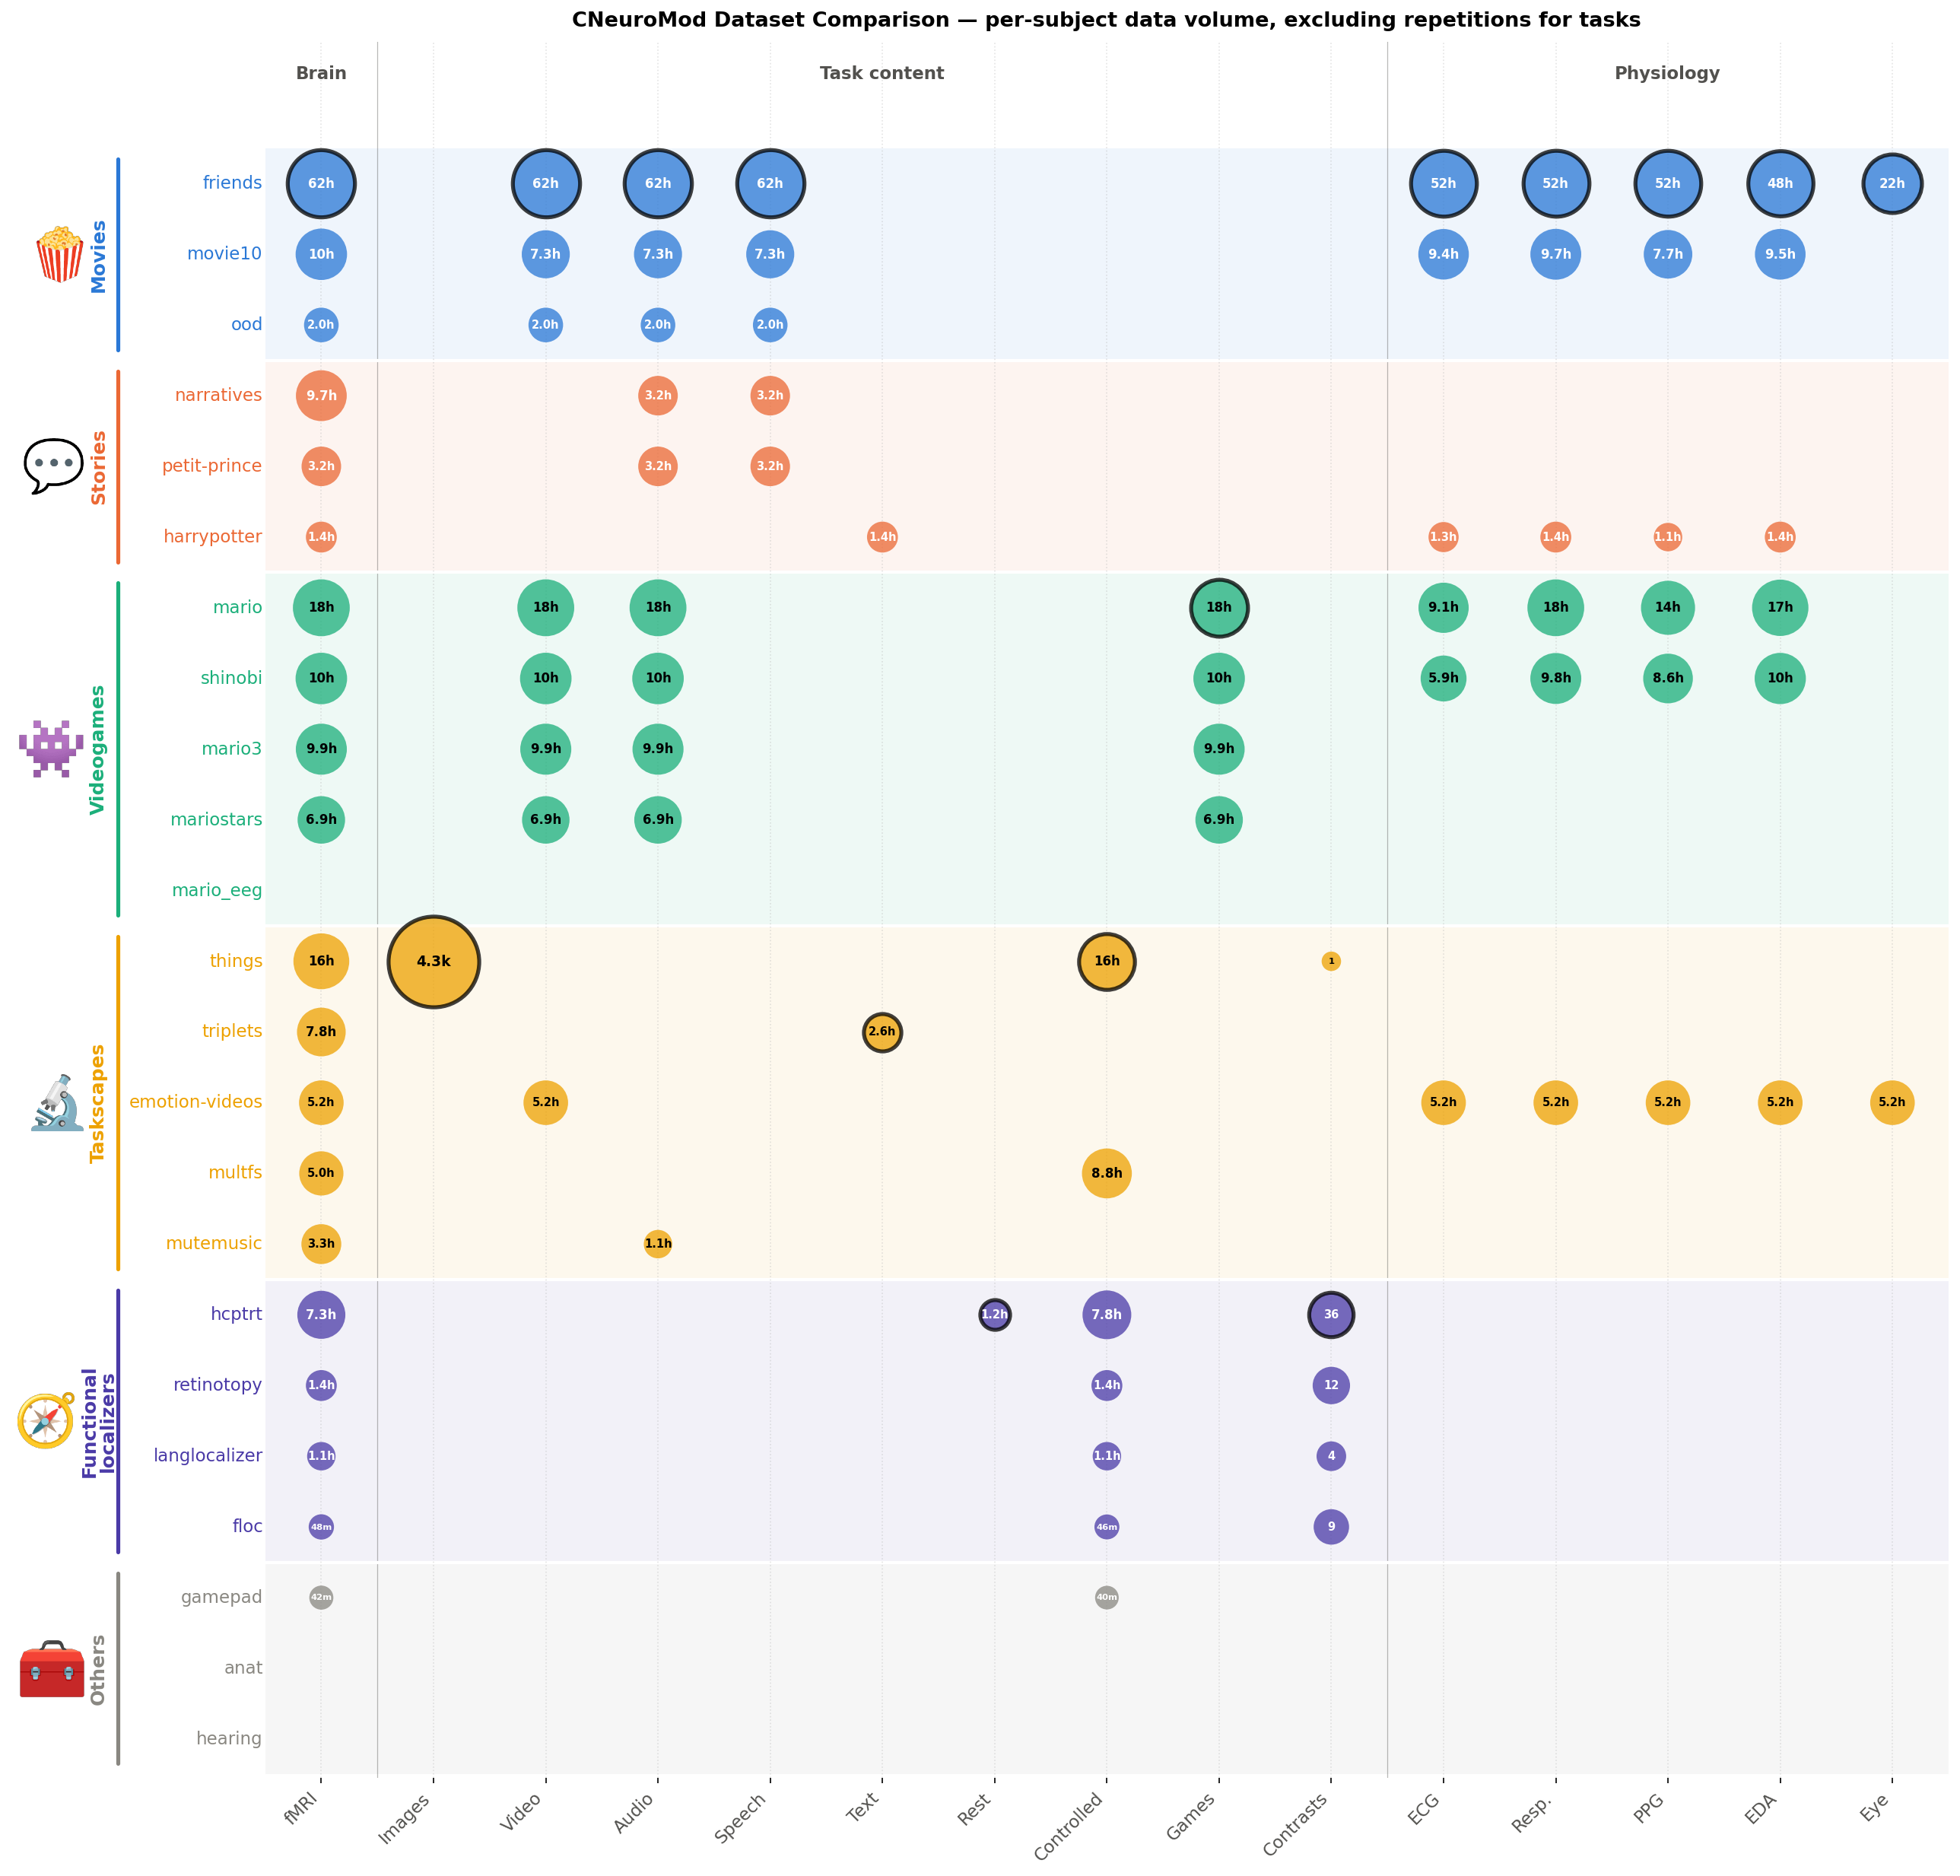 CNeuroMod Dataset Comparison — per-subject data volume, excluding repetitions for tasks
Brain Task content Physiology
Movies
friends 62h 62h 62h 62h 52h 52h 52h 48h 22h
movie10 10h 7.3h 7.3h 7.3h 9.4h 9.7h 7.7h 9.5h
ood 2.0h 2.0h 2.0h 2.0h
Stories
narratives 9.7h 3.2h 3.2h
petit-prince 3.2h 3.2h 3.2h
harrypotter 1.4h 1.4h 1.3h 1.4h 1.1h 1.4h
Videogames
mario 18h 18h 18h 18h 9.1h 18h 14h 17h
shinobi 10h 10h 10h 10h 5.9h 9.8h 8.6h 10h
mario3 9.9h 9.9h 9.9h 9.9h
mariostars 6.9h 6.9h 6.9h 6.9h
mario_eeg
Taskscapes
things 16h 4.3k 16h 1
triplets 7.8h 2.6h
emotion-videos 5.2h 5.2h 5.2h 5.2h 5.2h 5.2h 5.2h
multfs 5.0h 8.8h
mutemusic 3.3h 1.1h
Functional
localizers
hcptrt 7.3h 1.2h 7.8h 36
retinotopy 1.4h 1.4h 12
langlocalizer 1.1h 1.1h 4
floc 48m 46m 9
Others
gamepad 42m 40m
anat
hearing
fMRI Images Video Audio Speech Text Rest Controlled Games Contrasts ECG Resp. PPG EDA Eye